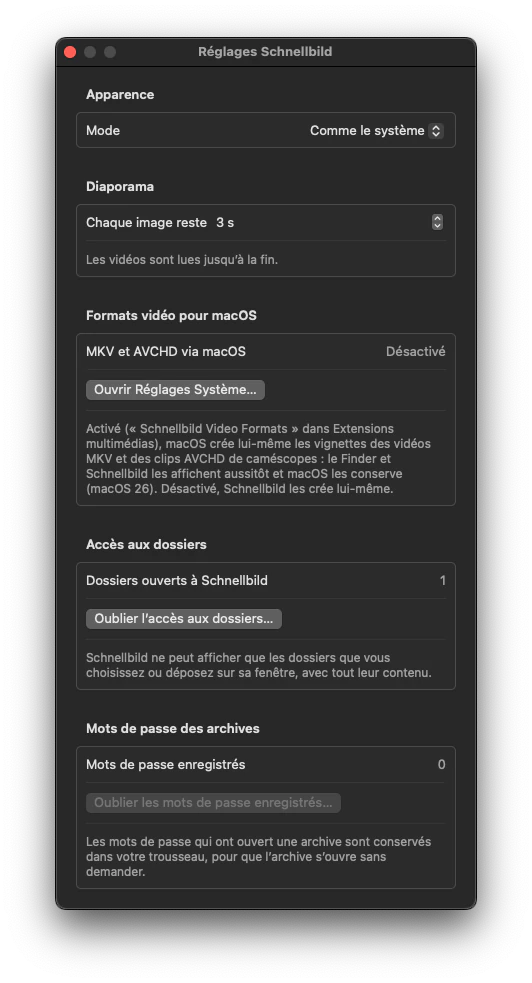 Réglages Schnellbild
Apparence
Mode
Comme le système
Diaporama
Chaque image reste 3 s
Les vidéos sont lues jusqu’à la fin.
Formats vidéo pour macOS
MKV et AVCHD via macOS
Désactivé
Ouvrir Réglages Système…
Activé (« Schnellbild Video Formats » dans Extensions
multimédias), macOS crée lui-même les vignettes des vidéos
MKV et des clips AVCHD de caméscopes : le Finder et
Schnellbild les affichent aussitôt et macOS les conserve
(macOS 26). Désactivé, Schnellbild les crée lui-même.
Accès aux dossiers
Dossiers ouverts à Schnellbild
1
Oublier l’accès aux dossiers…
Schnellbild ne peut afficher que les dossiers que vous
choisissez ou déposez sur sa fenêtre, avec tout leur contenu.
Mots de passe des archives
Mots de passe enregistrés
0
Oublier les mots de passe enregistrés…
Les mots de passe qui ont ouvert une archive sont conservés
dans votre trousseau, pour que l’archive s’ouvre sans
demander.